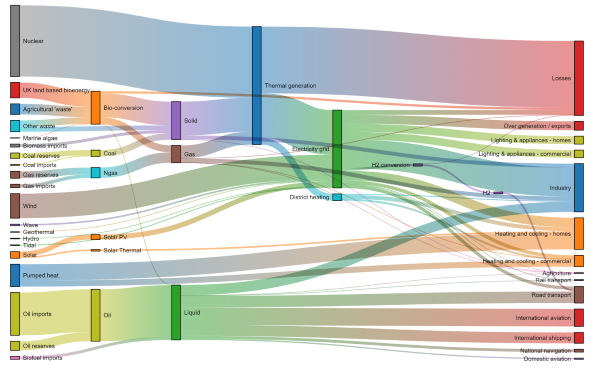 Nuclear
UK land based bioenergy
Agricultural 'waste'
Other waste
Marine algae
Biomass imports
Coal reserves
Coal imports
Gas reserves
Gas imports
Wind
Wave
Geothermal
Hydro
Tidal
Solar
Pumped heat
Oil imports
Oil reserves
Biofuel imports
Bio-conversion
Coal
Ngas
Solar PV
Solar Thermal
Oil
Solid
Gas
Liquid
Thermal generation
Electricity grid
District heating
H2 conversion
H2
Losses
Over generation / exports
Lighting & appliances - homes
Lighting & appliances - commercial
Industry
Heating and cooling - homes
Heating and cooling - commercial
Agriculture
Rail transport
Road transport
International aviation
International shipping
National navigation
Domestic aviation